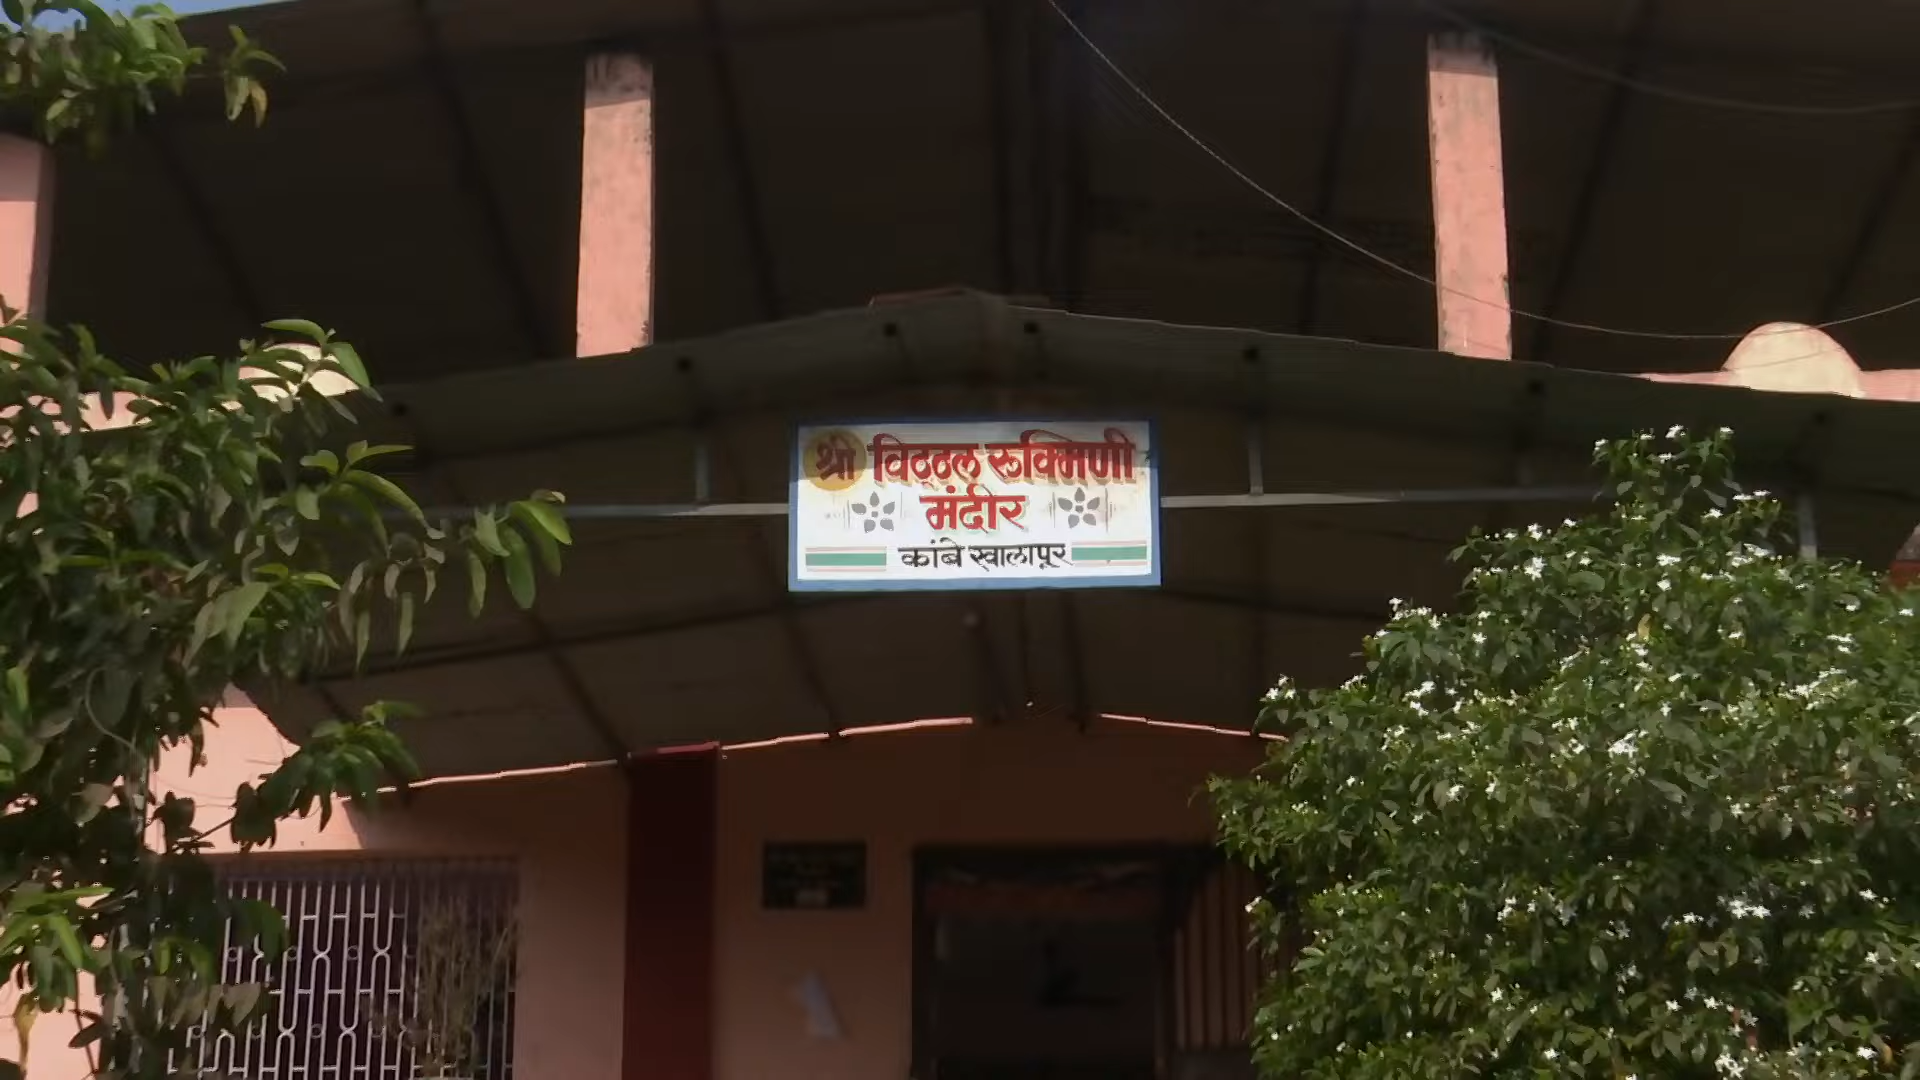 श्री विठ्ठल रूक्मिणी
मंदीर
कांबे खालापूर